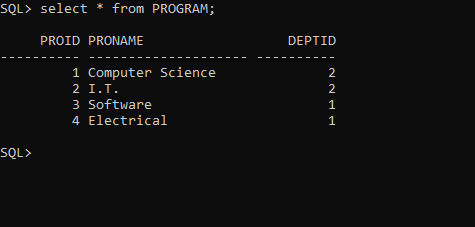 SQL> select * from PROGRAM;
PROID PRONAME DEPTID
---------- -------------------- ----------
1 Computer Science 2
2 I.T. 2
3 Software 1
4 Electrical 1
SQL>